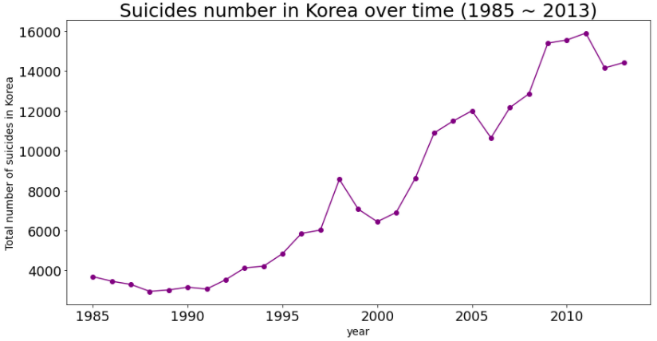 Suicides number in Korea over time (1985 ~ 2013)
16000
14000
12000
10000
8000
6000
4000
Total number of suicides in Korea
1985 1990 1995 2000 2005 2010
year